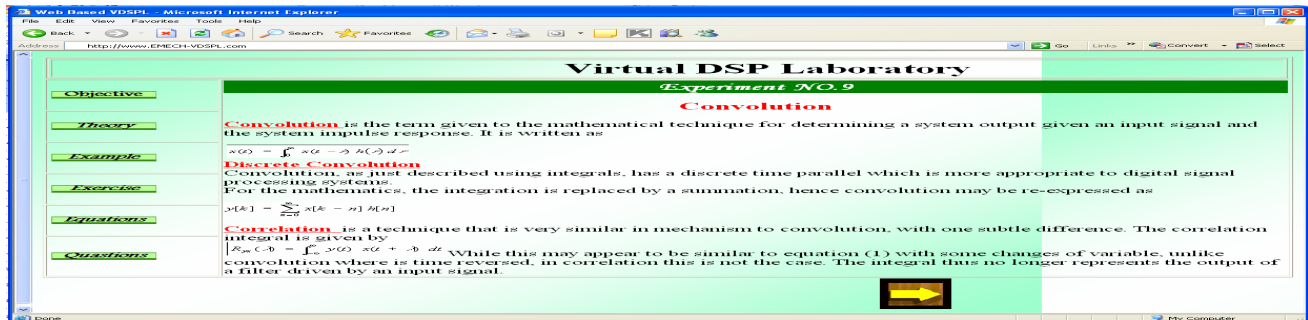 Web Based VDSPL - Microsoft Internet Explorer
File Edit View Favorites Tools Help
Back Search Favorites
Address http://www.EMECH-VDSPL.com Go Links » Convert Select
Virtual DSP Laboratory
Experiment NO.9
Objective
Theory
Example
Exercise
Equations
Quastions
Convolution
Convolution is the term given to the mathematical technique for determining a system output given an input signal and
the system impulse response. It is written as
Discrete Convolution
Convolution, as just described using integrals, has a discrete time parallel which is more appropriate to digital signal
processing systems.
For the mathematics, the integration is replaced by a summation, hence convolution may be re-expressed as
y[k] = ∑ x[k - n] h[n]
Correlation is a technique that is very similar in mechanism to convolution, with one subtle difference. The correlation
integral is given by
While this may appear to be similar to equation (1) with some changes of variable, unlike
convolution where is time reversed, in correlation this is not the case. The integral thus no longer represents the output of
a filter driven by an input signal.
Done My Computer